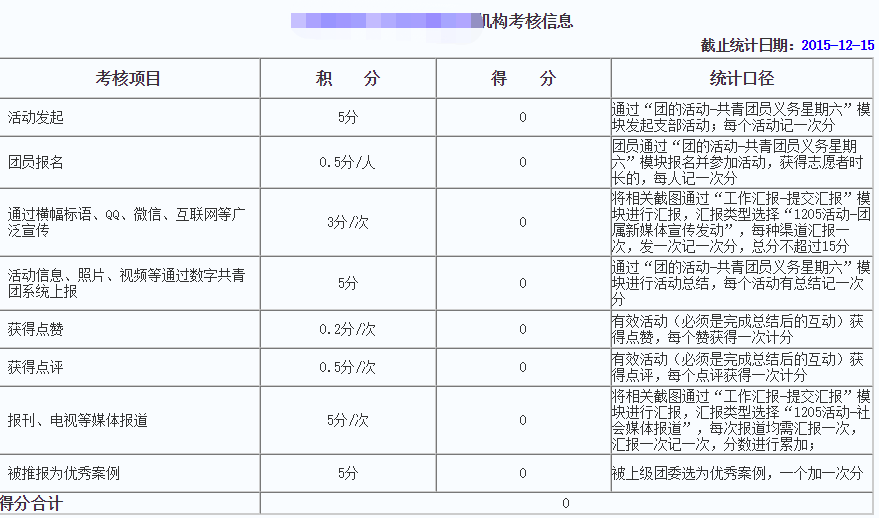 机构考核信息
截止统计日期：2015-12-15
考核项目 积 分 得 分 统计口径
活动发起 5分 0 通过“团的活动-共青团员义务星期六”模
块发起支部活动；每个活动记一次分
团员报名 0.5分/人 0 团员通过“团的活动-共青团员义务星期
六”模块报名并参加活动，获得志愿者时
长的，每人记一次分
通过横幅标语、QQ、微信、互联网等广
泛宣传 3分/次 0 将相关截图通过“工作汇报-提交汇报”模
块进行汇报，汇报类型选择“1205活动-团
属新媒体宣传发动”，每种渠道汇报一
次，发一次记一次分，总分不超过15分
活动信息、照片、视频等通过数字共青
团系统上报 5分 0 通过“团的活动-共青团员义务星期六”模
块进行活动总结，每个活动有总结记一次
分
获得点赞 0.2分/次 0 有效活动（必须是完成总结后的互动）获
得点赞，每个赞获得一次计分
获得点评 0.5分/次 0 有效活动（必须是完成总结后的互动）获
得点评，每个点评获得一次计分
报刊、电视等媒体报道 5分/次 0 将相关截图通过“工作汇报-提交汇报”模
块进行汇报，汇报类型选择“1205活动-社
会媒体报道”，每次报道均需汇报一次，
汇报一次记一次，分数进行累加；
被推报为优秀案例 5分 0 被上级团委选为优秀案例，一个加一次分
得分合计 0